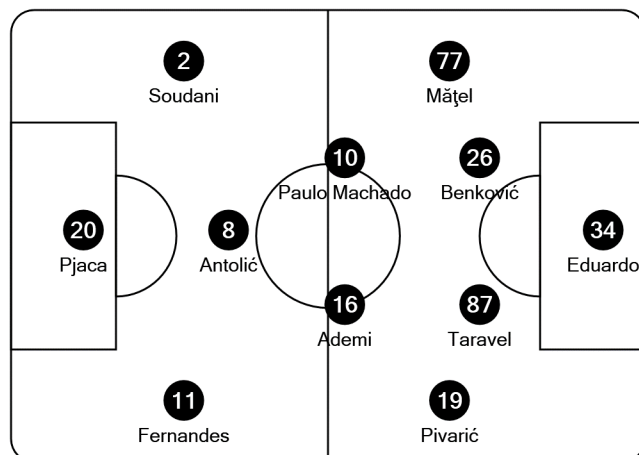 2
Soudani
77
Măţel
10
Paulo Machado
26
Benković
20
Pjaca
8
Antolić
34
Eduardo
16
Ademi
87
Taravel
11
Fernandes
19
Pivarić